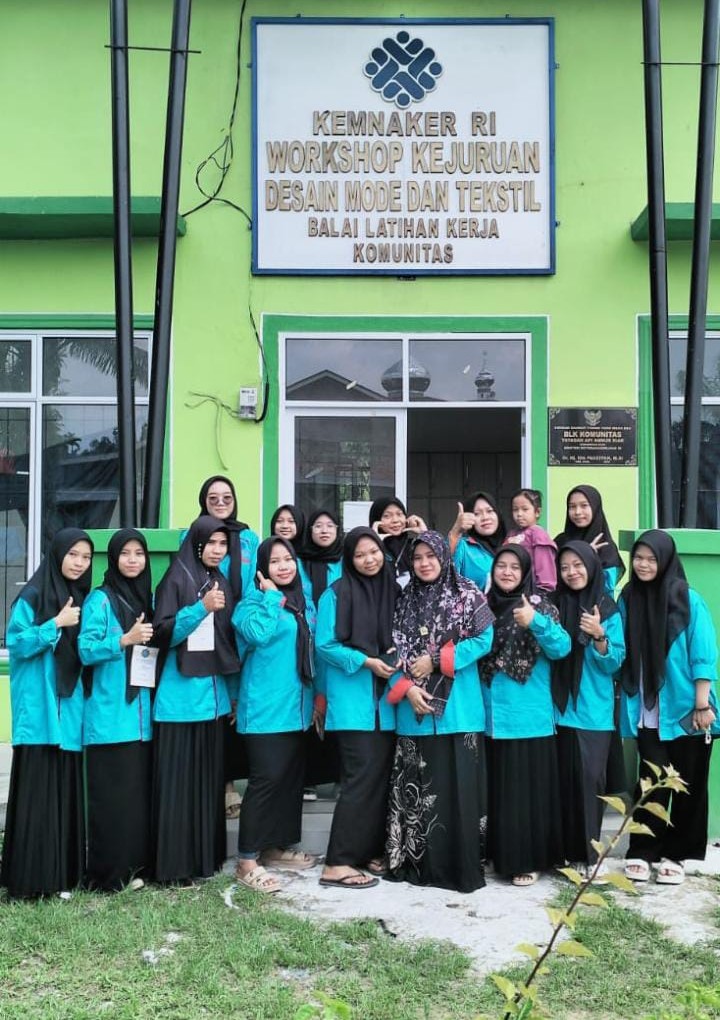 KEMNAKER RI
WORKSHOP KEJURUAN
DESAIN MODE DAN TEKSTIL
BALAI LATIHAN KERJA
KOMUNITAS
BLK KOMUNITAS